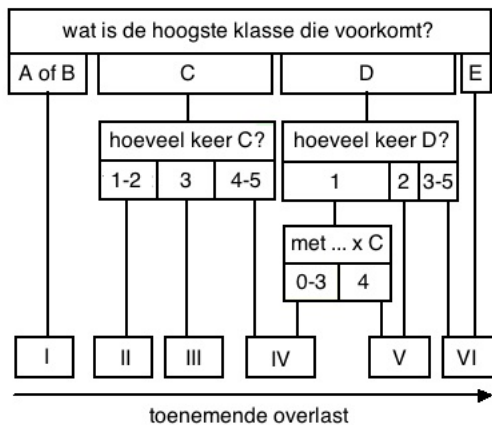 wat is de hoogste klasse die voorkomt?
A of B C D E
hoeveel keer C? hoeveel keer D?
1-2 3 4-5 1 2 3-5
met ... x C
0-3 4
I II III IV V VI
toenemende overlast